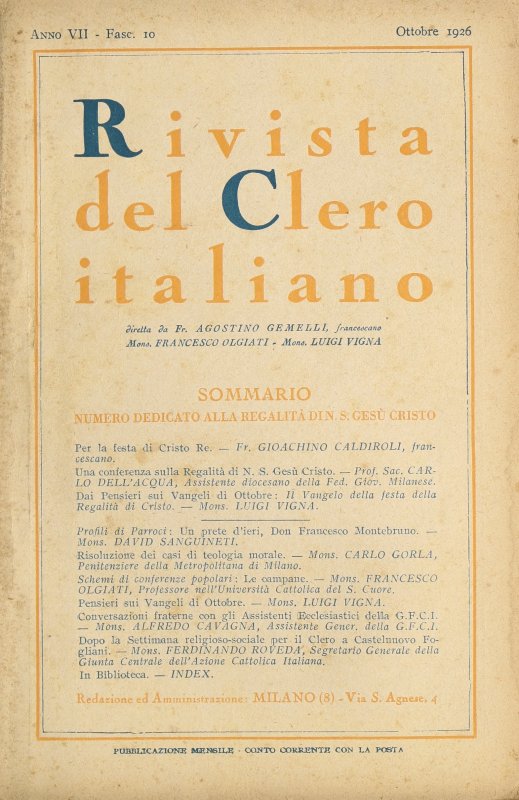 Anno VII - Fasc. 10
Ottobre 1926
Rivista
del Clero
italiano
diretta da Fr. AGOSTINO GEMELLI, francescano
Mons. FRANCESCO OLGIATI - Mons. LUIGI VIGNA
SOMMARIO
NUMERO DEDICATO ALLA REGALITÀ DI N. S. GESÙ CRISTO
Per la festa di Cristo Re. — Fr. GIOACHINO CALDIROLI, fran-
cescano.
Una conferenza sulla Regalità di N. S. Gesù Cristo. — Prof. Sac. CAR-
LO DELL'ACQUA, Assistente diocesano della Fed. Giov. Milanese.
Dai Pensieri sui Vangeli di Ottobre: Il Vangelo della festa della
Regalità di Cristo. — Mons. LUIGI VIGNA.
Profili di Parroci: Un prete d'ieri, Don Francesco Montebruno. —
Mons. DAVID SANGUINETI.
Risoluzione dei casi di teologia morale. — Mons. CARLO GORLA,
Penitenziere della Metropolitana di Milano.
Schemi di conferenze popolari: Le campane. — Mons. FRANCESCO
OLGIATI, Professore nell'Università Cattolica del S. Cuore.
Pensieri sui Vangeli di Ottobre. — Mons. LUIGI VIGNA.
Conversazioni fraterne con gli Assistenti Ecclesiastici della G.F.C.I.
— Mons. ALFREDO CAVAGNA, Assistente Gener. della G.F.C.I.
Dopo la Settimana religioso-sociale per il Clero a Castelnuovo Fo-
gliani. — Mons. FERDINANDO ROVEDA, Segretario Generale della
Giunta Centrale dell'Azione Cattolica Italiana.
In Biblioteca. — INDEX.
Redazione ed Amministrazione: MILANO (8) - Via S. Agnese, 4
PUBBLICAZIONE MENSILE - CONTO CORRENTE CON LA POSTA